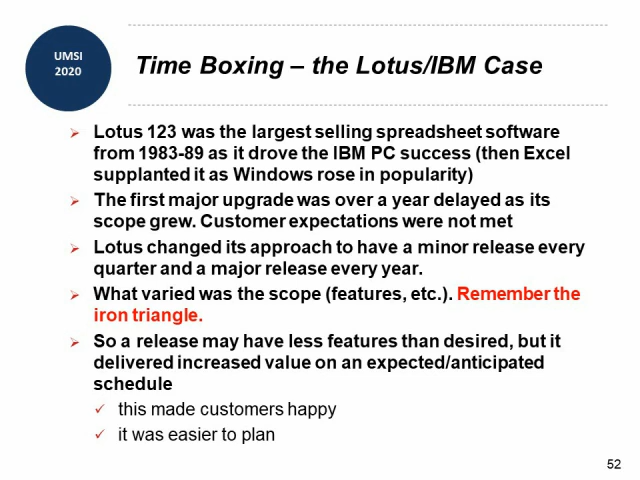 UMSI
2020
Time Boxing – the Lotus/IBM Case
Lotus 123 was the largest selling spreadsheet software
from 1983-89 as it drove the IBM PC success (then Excel
supplanted it as Windows rose in popularity)
The first major upgrade was over a year delayed as its
scope grew. Customer expectations were not met
Lotus changed its approach to have a minor release every
quarter and a major release every year.
What varied was the scope (features, etc.). Remember the
iron triangle.
So a release may have less features than desired, but it
delivered increased value on an expected/anticipated
schedule
this made customers happy
it was easier to plan
52